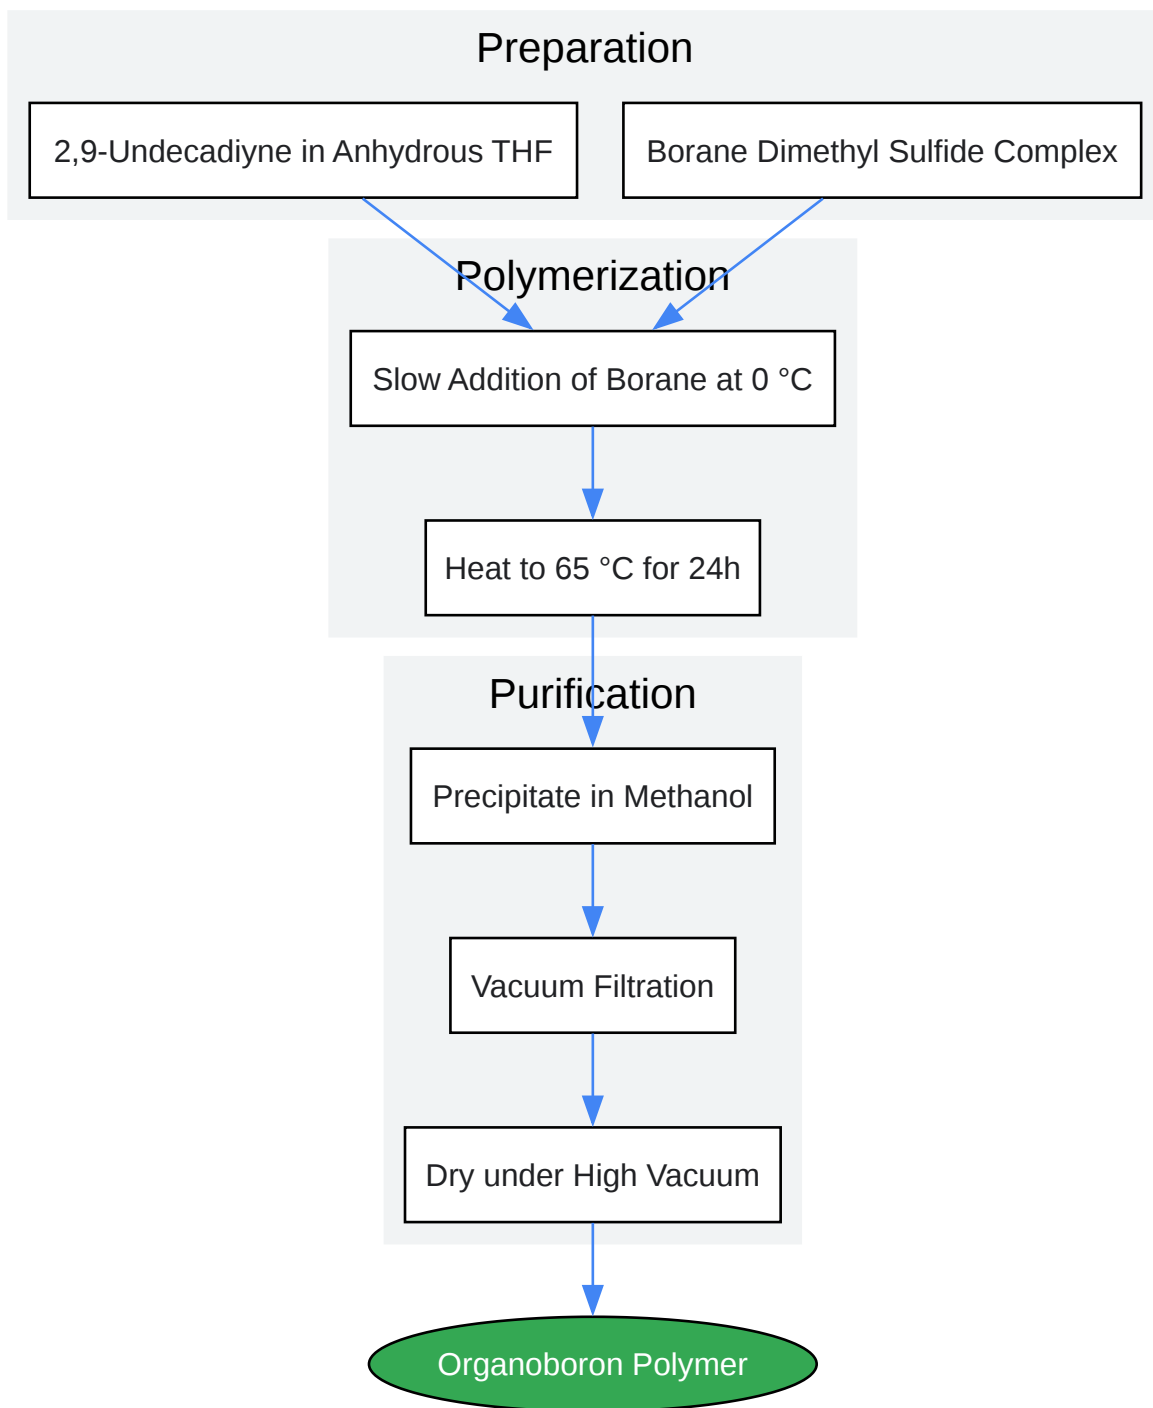 Preparation
2,9-Undecadiyne in Anhydrous THF
Borane Dimethyl Sulfide Complex
Polymerization
Slow Addition of Borane at 0 °C
Heat to 65 °C for 24h
Purification
Precipitate in Methanol
Vacuum Filtration
Dry under High Vacuum
Organoboron Polymer